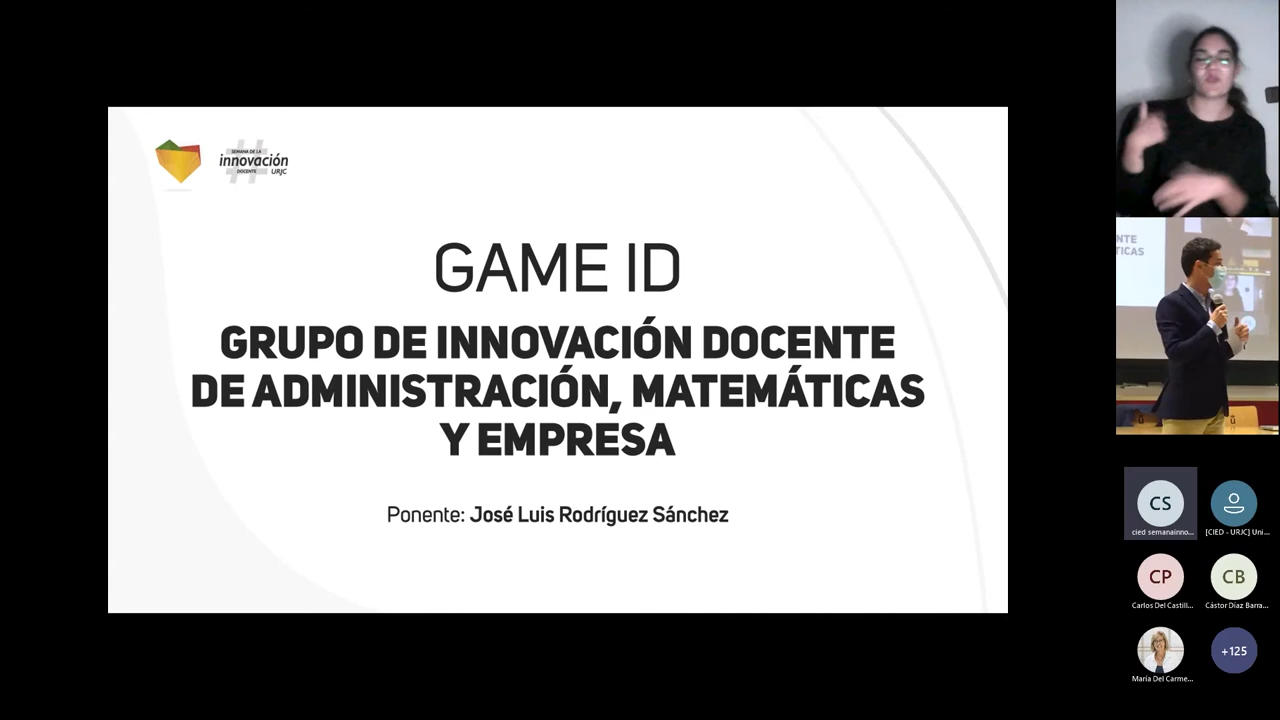 SEMANA DE LA
innovación
DOCENTE
URJC
GAME ID
GRUPO DE INNOVACIÓN DOCENTE
DE ADMINISTRACIÓN, MATEMÁTICAS
Y EMPRESA
Ponente: José Luis Rodríguez Sánchez
NTE
TICAS
CS
cied semanainno...
[CIED - URJC] Uni...
CP
Carlos Del Castill...
CB
Cástor Díaz Barra...
María Del Carme...
+125